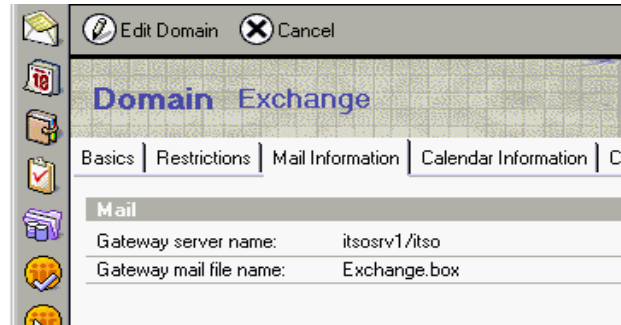 Edit Domain Cancel
Domain Exchange
Basics Restrictions Mail Information Calendar Information C
Mail
Gateway server name: itsosrv1/itso
Gateway mail file name: Exchange.box